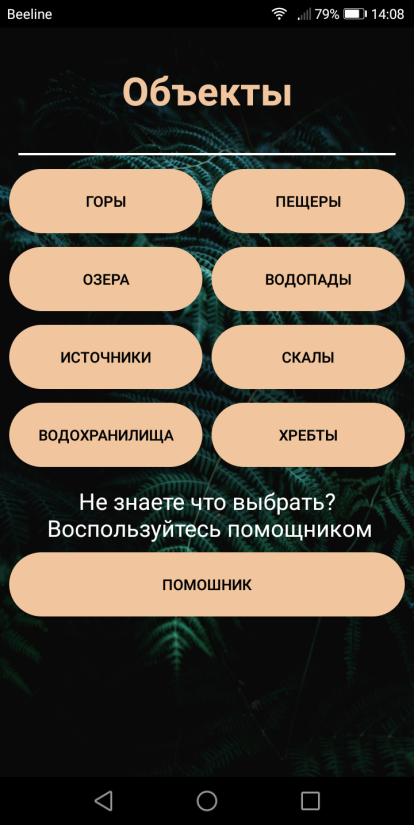 Beeline 79% 14:08
Объекты
ГОРЫ ПЕЩЕРЫ
ОЗЕРА ВОДОПАДЫ
ИСТОЧНИКИ СКАЛЫ
ВОДОХРАНИЛИЩА ХРЕБТЫ
Не знаете что выбрать?
Воспользуйтесь помощником
ПОМОШНИК